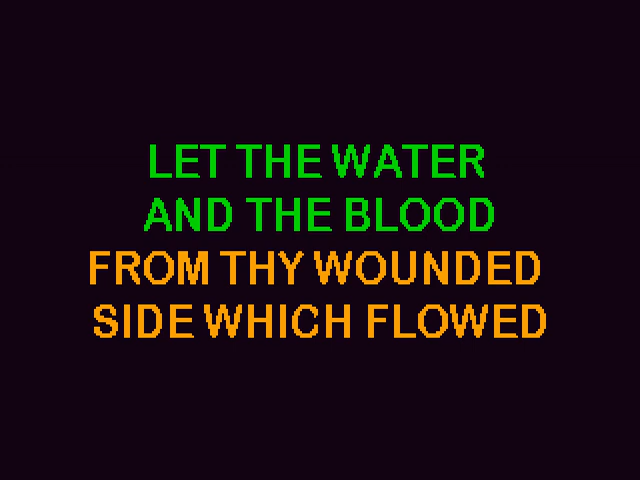 LET THE WATER
AND THE BLOOD
FROM THY WOUNDED
SIDE WHICH FLOWED